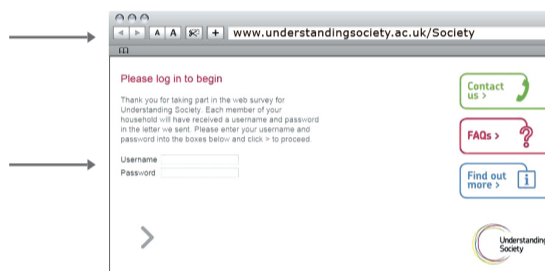 A A + www.understandingsociety.ac.uk/Society
Please log in to begin
Thank you for taking part in the web survey for
Understanding Society. Each member of your
household will have received a username and password
in the letter we sent. Please enter your username and
password into the boxes below and click > to proceed
Username
Password
Contact
us >
FAQs >
?
Find out
more >
i
Understanding
Society